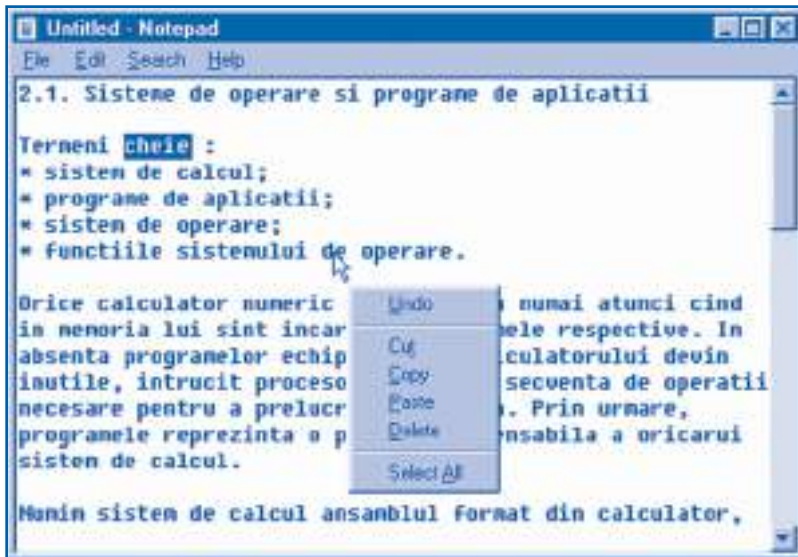 Untitled - Notepad
File Edit Search Help
2.1. Sisteme de operare si programe de aplicatii
Termeni cheie :
* sistem de calcul;
* programe de aplicatii;
* sistem de operare;
* functiile sistemului de operare.
Orice calculator numeric numai atunci cind
in memoria lui sint incar mele respective. In
absenta programelor echip lculatorului devin
inutile, intrucit proceso secventa de operatii
necesare pentru a prelucr . Prin urmare,
programele reprezinta o p ensabila a oricarui
sistem de calcul.
Numim sistem de calcul ansamblul format din calculator,
Undo
Cut
Copy
Paste
Delete
Select All